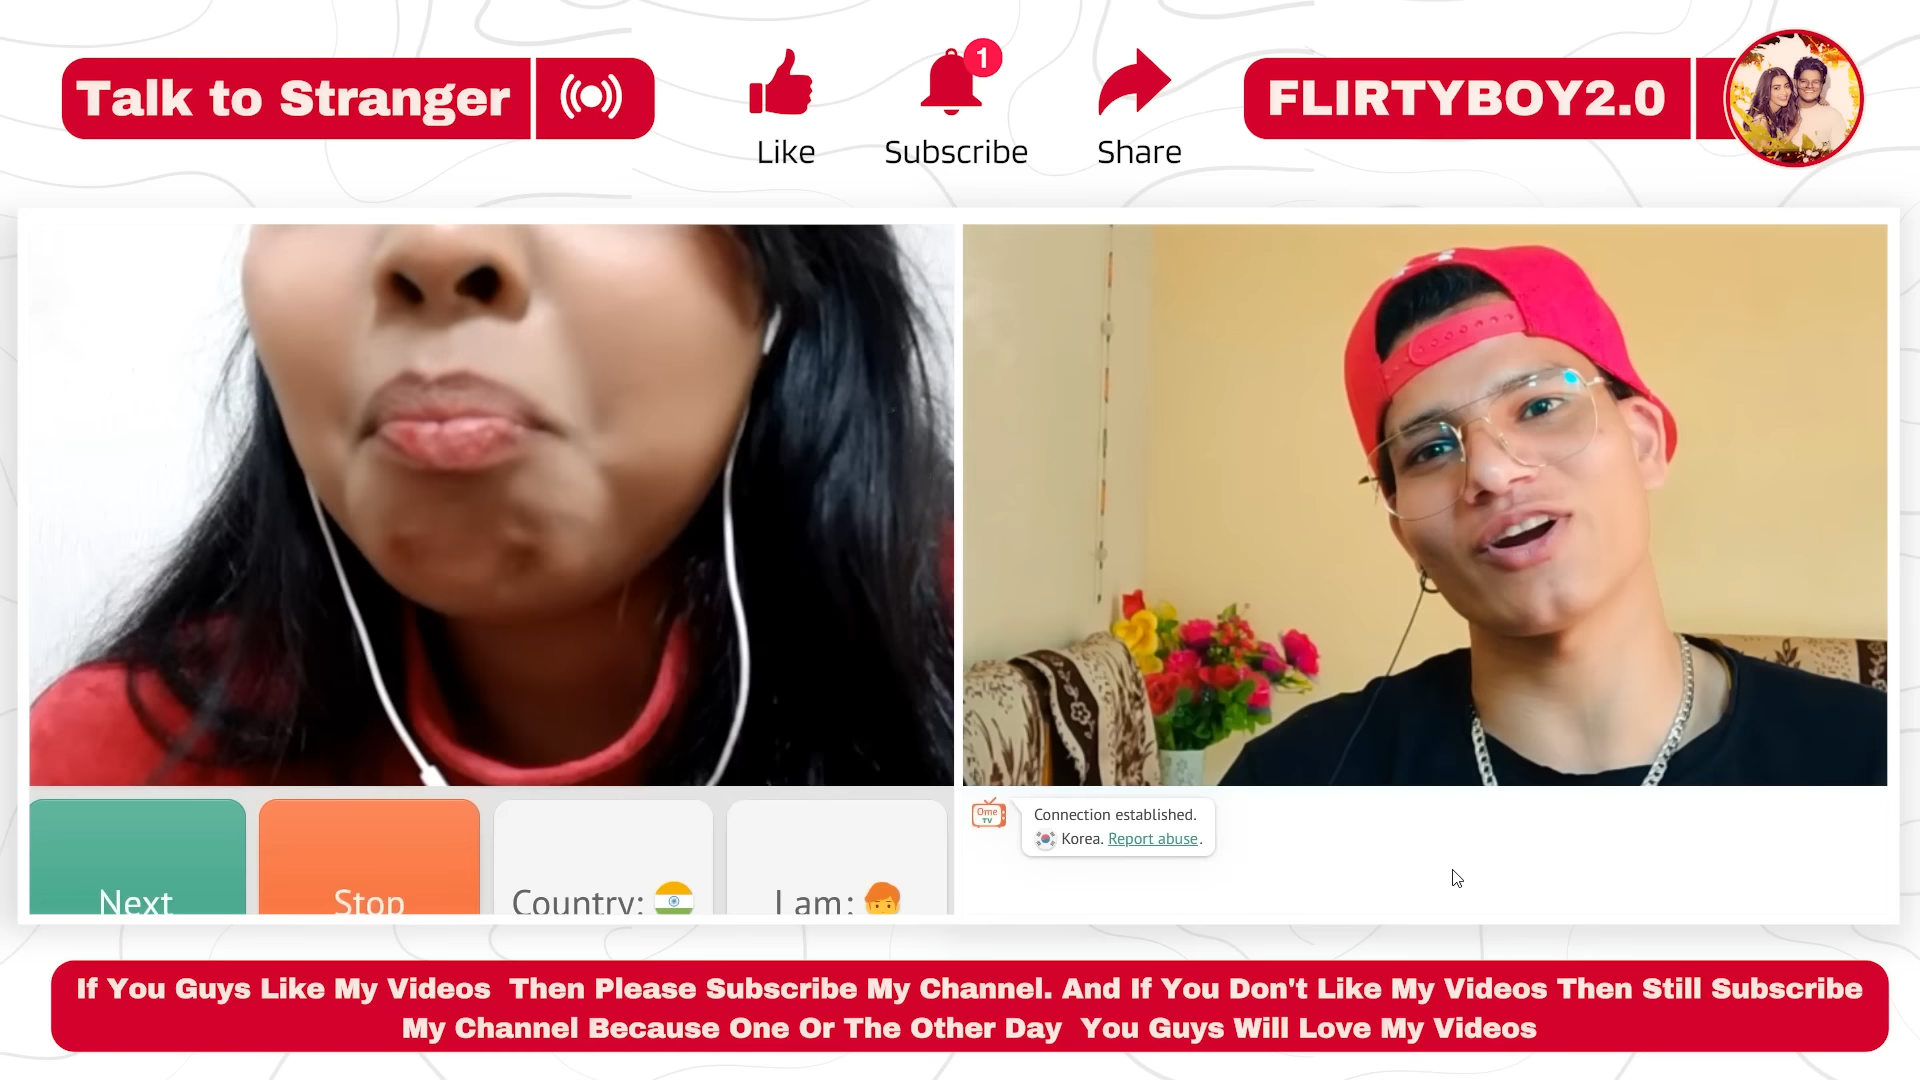 Talk to Stranger
1
Like
Subscribe
Share
FLIRTYBOY2.0
Next
Stop
Country:
I am:
Ome
TV
Connection established.
Korea. Report abuse.
If You Guys Like My Videos Then Please Subscribe My Channel. And If You Don't Like My Videos Then Still Subscribe
My Channel Because One Or The Other Day You Guys Will Love My Videos